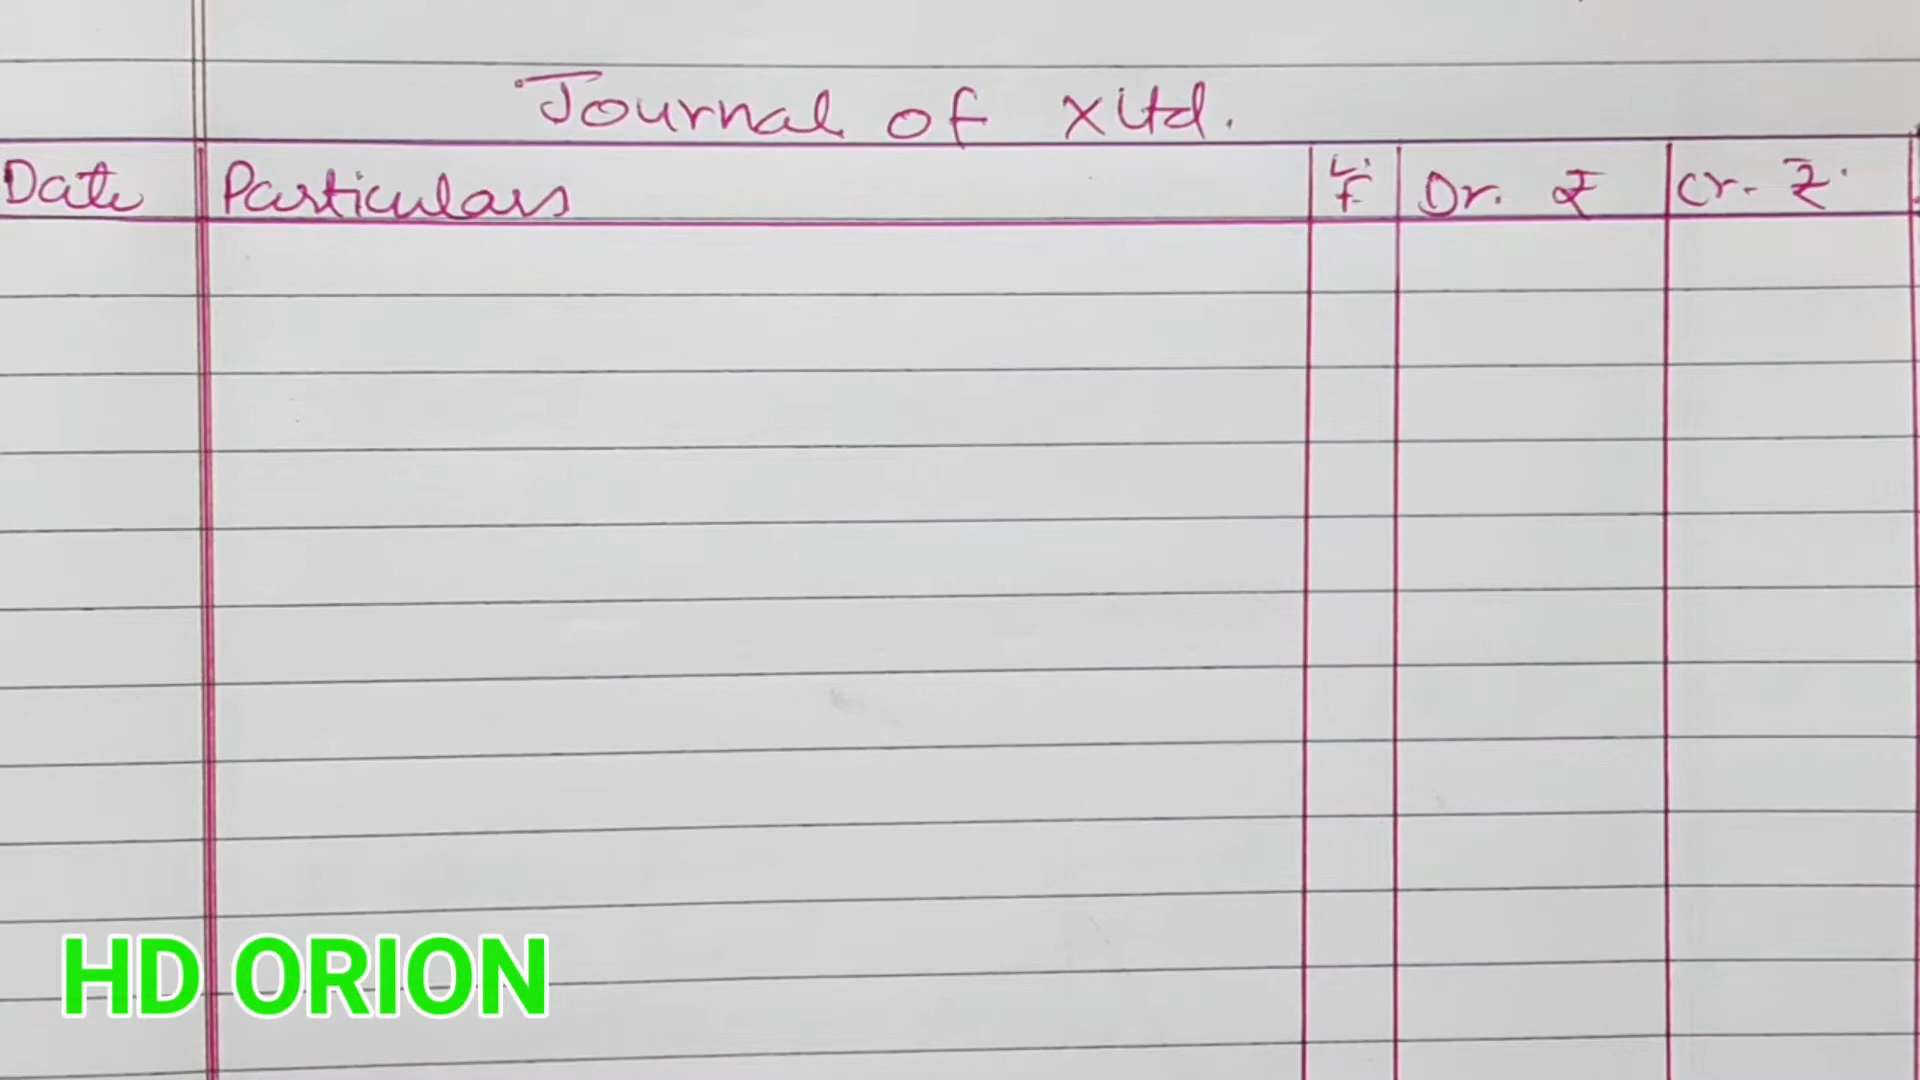 Journal of X Ltd.
Date Particulars L.F. Dr. ₹ Cr. ₹
HD ORION